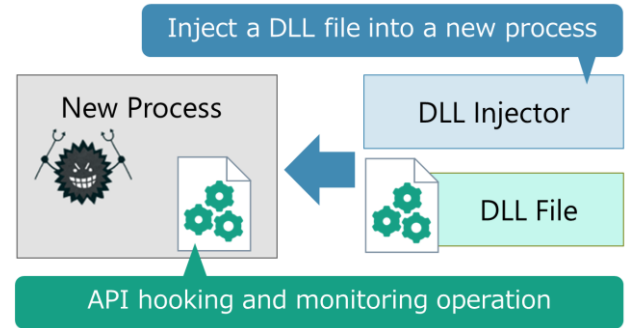 Inject a DLL file into a new process
New Process
DLL Injector
DLL File
API hooking and monitoring operation